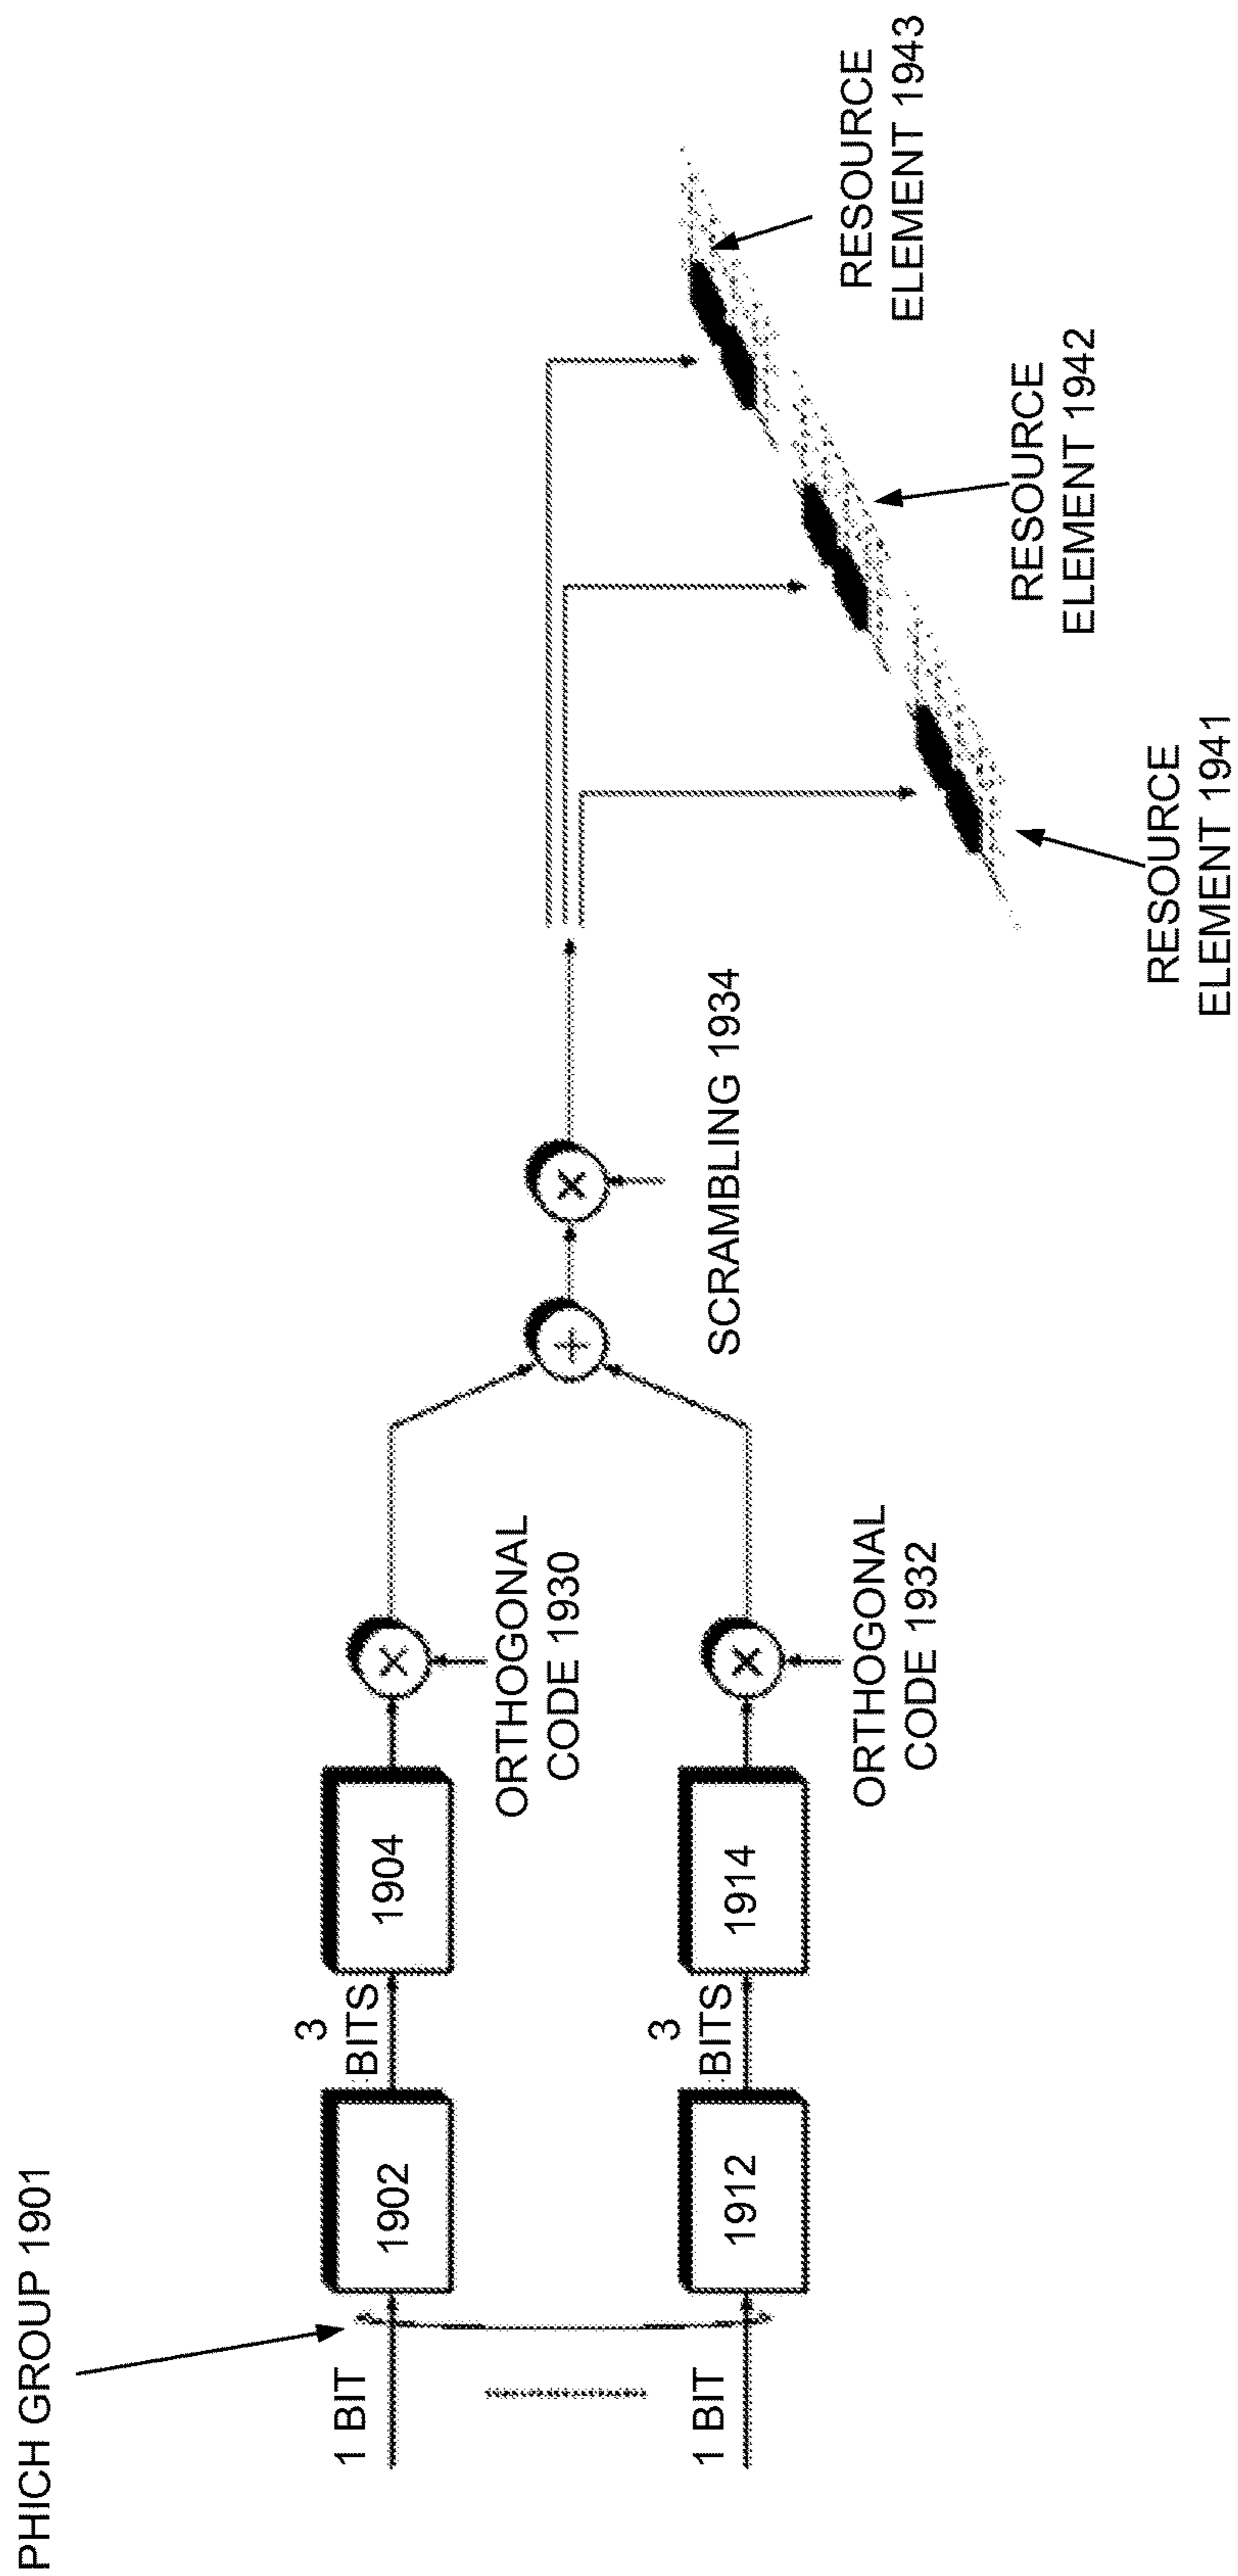 PHICH GROUP 1901
1 BIT
1902
3
BITS
1904
ORTHOGONAL
CODE 1930
1 BIT
1912
3
BITS
1914
ORTHOGONAL
CODE 1932
SCRAMBLING 1934
RESOURCE
ELEMENT 1941
RESOURCE
ELEMENT 1942
RESOURCE
ELEMENT 1943